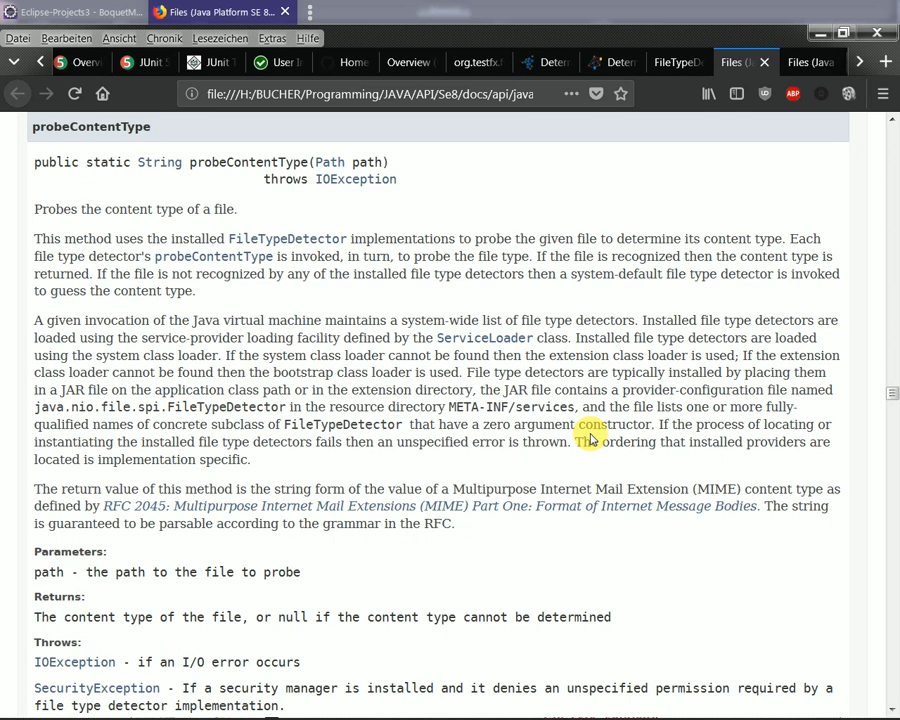 Eclipse-Projects3 - BoquetM...
Files (Java Platform SE 8...
Datei Bearbeiten Ansicht Chronik Lesezeichen Extras Hilfe
Overvi
JUnit 5
JUnit 
User In
Home
Overview (
org.testfx.f
Determ
Determ
FileTypeDe
Files (J
Files (Java
file:///H:/BUCHER/Programming/JAVA/API/Se8/docs/api/java
ABP
probeContentType
public static String probeContentType(Path path)
throws IOException
Probes the content type of a file.
This method uses the installed FileTypeDetector implementations to probe the given file to determine its content type. Each
file type detector's probeContentType is invoked, in turn, to probe the file type. If the file is recognized then the content type is
returned. If the file is not recognized by any of the installed file type detectors then a system-default file type detector is invoked
to guess the content type.
A given invocation of the Java virtual machine maintains a system-wide list of file type detectors. Installed file type detectors are
loaded using the service-provider loading facility defined by the ServiceLoader class. Installed file type detectors are loaded
using the system class loader. If the system class loader cannot be found then the extension class loader is used; If the extension
class loader cannot be found then the bootstrap class loader is used. File type detectors are typically installed by placing them
in a JAR file on the application class path or in the extension directory, the JAR file contains a provider-configuration file named
java.nio.file.spi.FileTypeDetector in the resource directory META-INF/services, and the file lists one or more fully-
qualified names of concrete subclass of FileTypeDetector that have a zero argument constructor. If the process of locating or
instantiating the installed file type detectors fails then an unspecified error is thrown. The ordering that installed providers are
located is implementation specific.
The return value of this method is the string form of the value of a Multipurpose Internet Mail Extension (MIME) content type as
defined by RFC 2045: Multipurpose Internet Mail Extensions (MIME) Part One: Format of Internet Message Bodies. The string
is guaranteed to be parsable according to the grammar in the RFC.
Parameters:
path - the path to the file to probe
Returns:
The content type of the file, or null if the content type cannot be determined
Throws:
IOException - if an I/O error occurs
SecurityException - If a security manager is installed and it denies an unspecified permission required by a
file type detector implementation.